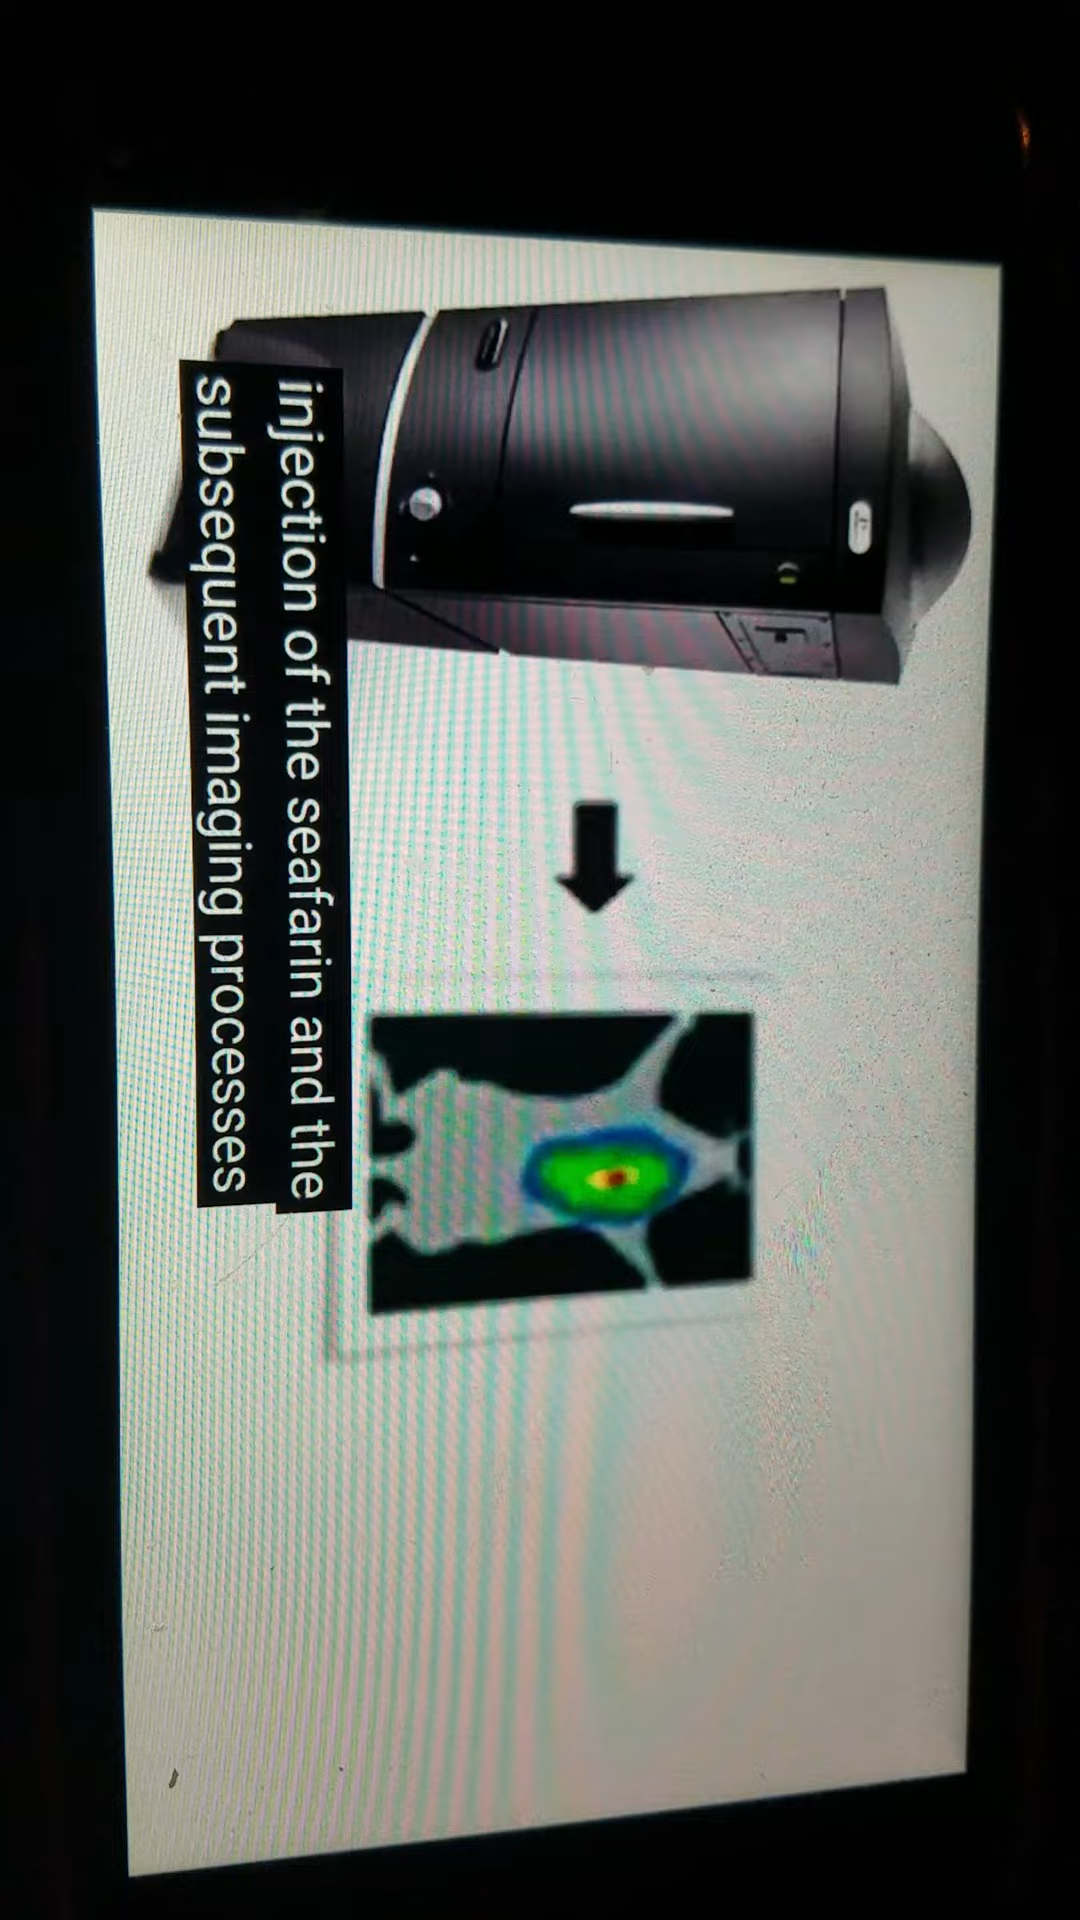 injection of the seafarin and the
subsequent imaging processes